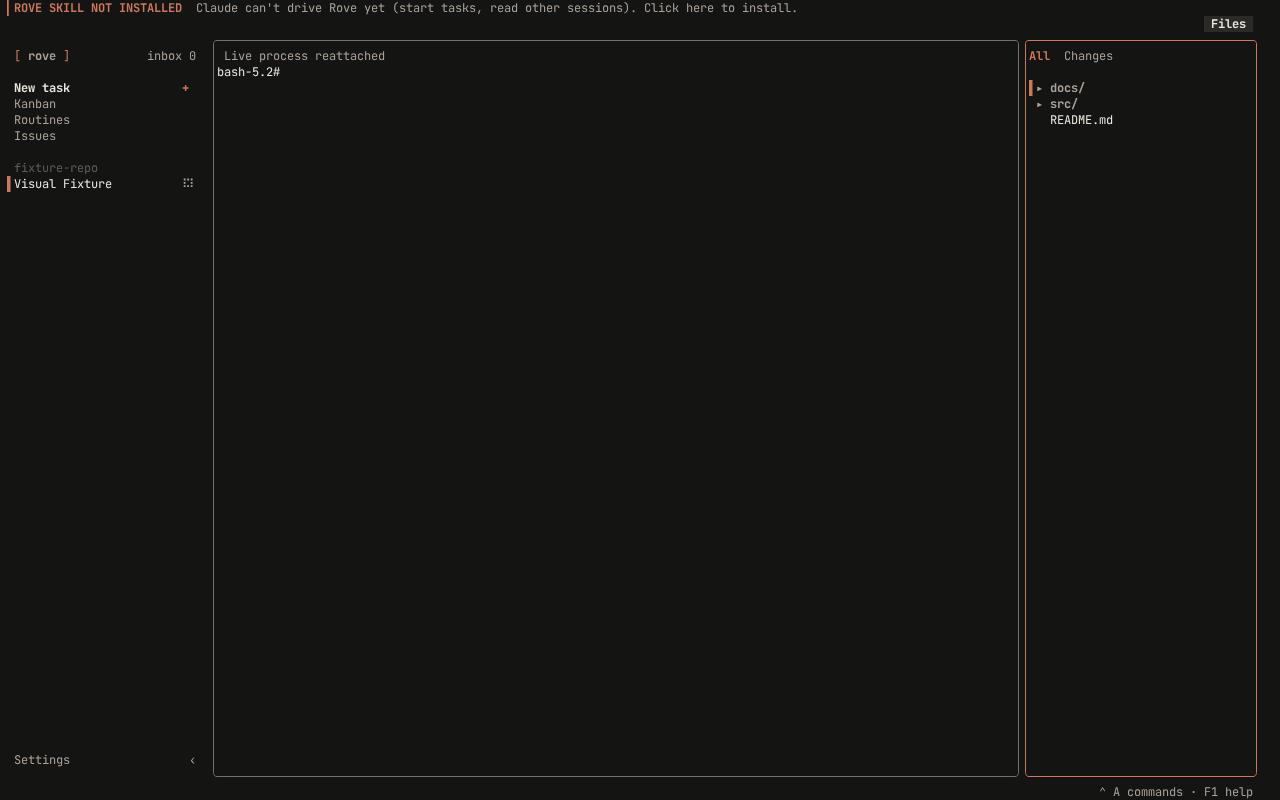 ROVE SKILL NOT INSTALLED  Claude can't drive Rove yet (start tasks, read other sessions). Click here to install.
Files
[ rove ]  inbox 0
New task +
Kanban
Routines
Issues
fixture-repo
Visual Fixture
Settings ‹
Live process reattached
bash-5.2#
All  Changes
▸ docs/
▸ src/
README.md
^ A commands · F1 help